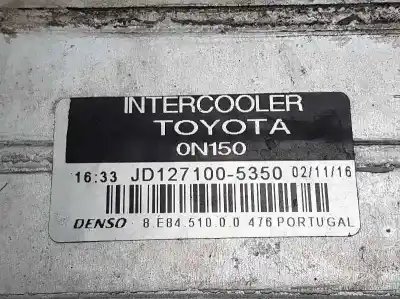 INTERCOOLER
TOYOTA
0N150
16:33 JD127100-5350 02/11/16
DENSO 8.E84.510.0.0 476 PORTUGAL